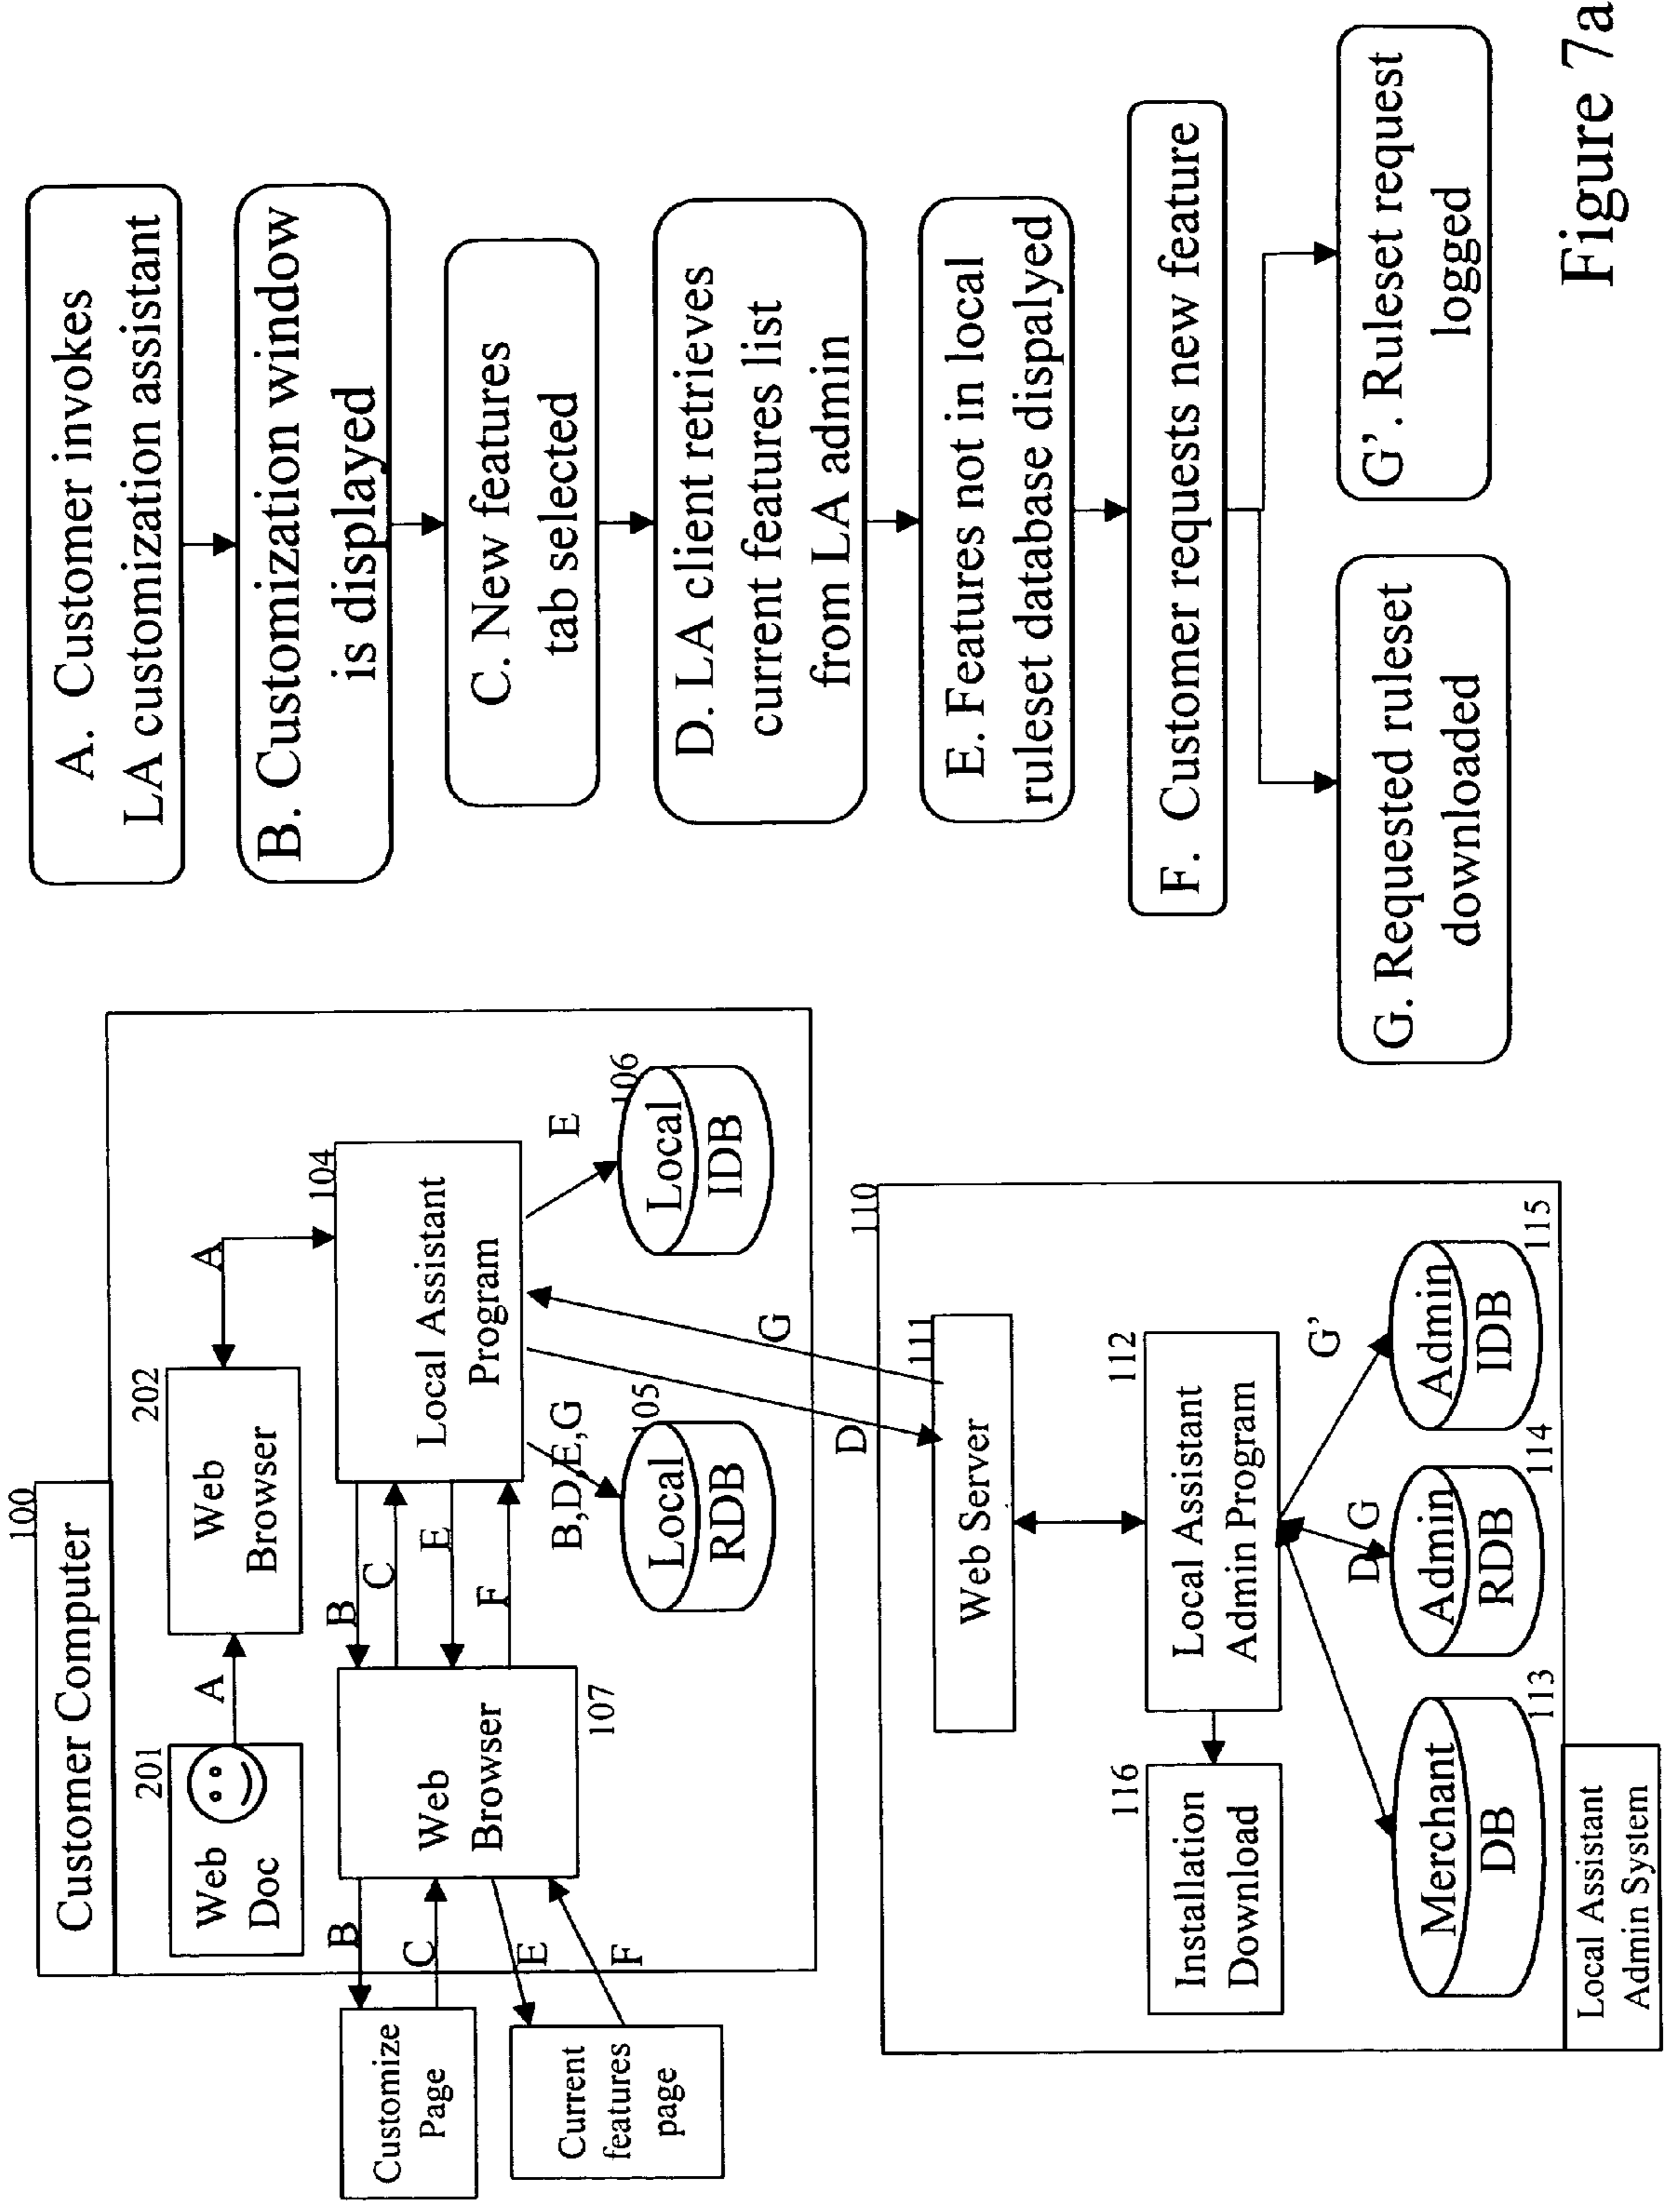 100
Customer Computer
201
Web
Doc
A
202
Web
Browser
A
104
Local Assistant
Program
B
C
E
F
107
Web
Browser
B
C
E
F
Customize
Page
Current
features
page
B,D,E,G
105
Local
RDB
E
106
Local
IDB
D
G
110
111
Web Server
112
Local Assistant
Admin Program
116
Installation
Download
G'
D
G
Merchant
DB
113
Admin
RDB
114
Admin
IDB
115
Local Assistant
Admin System
A. Customer invokes
LA customization assistant
B. Customization window
is displayed
C. New features
tab selected
D. LA client retrieves
current features list
from LA admin
E. Features not in local
ruleset database dispalyed
F. Customer requests new feature
G. Requested ruleset
downloaded
G'. Ruleset request
logged
Figure 7a